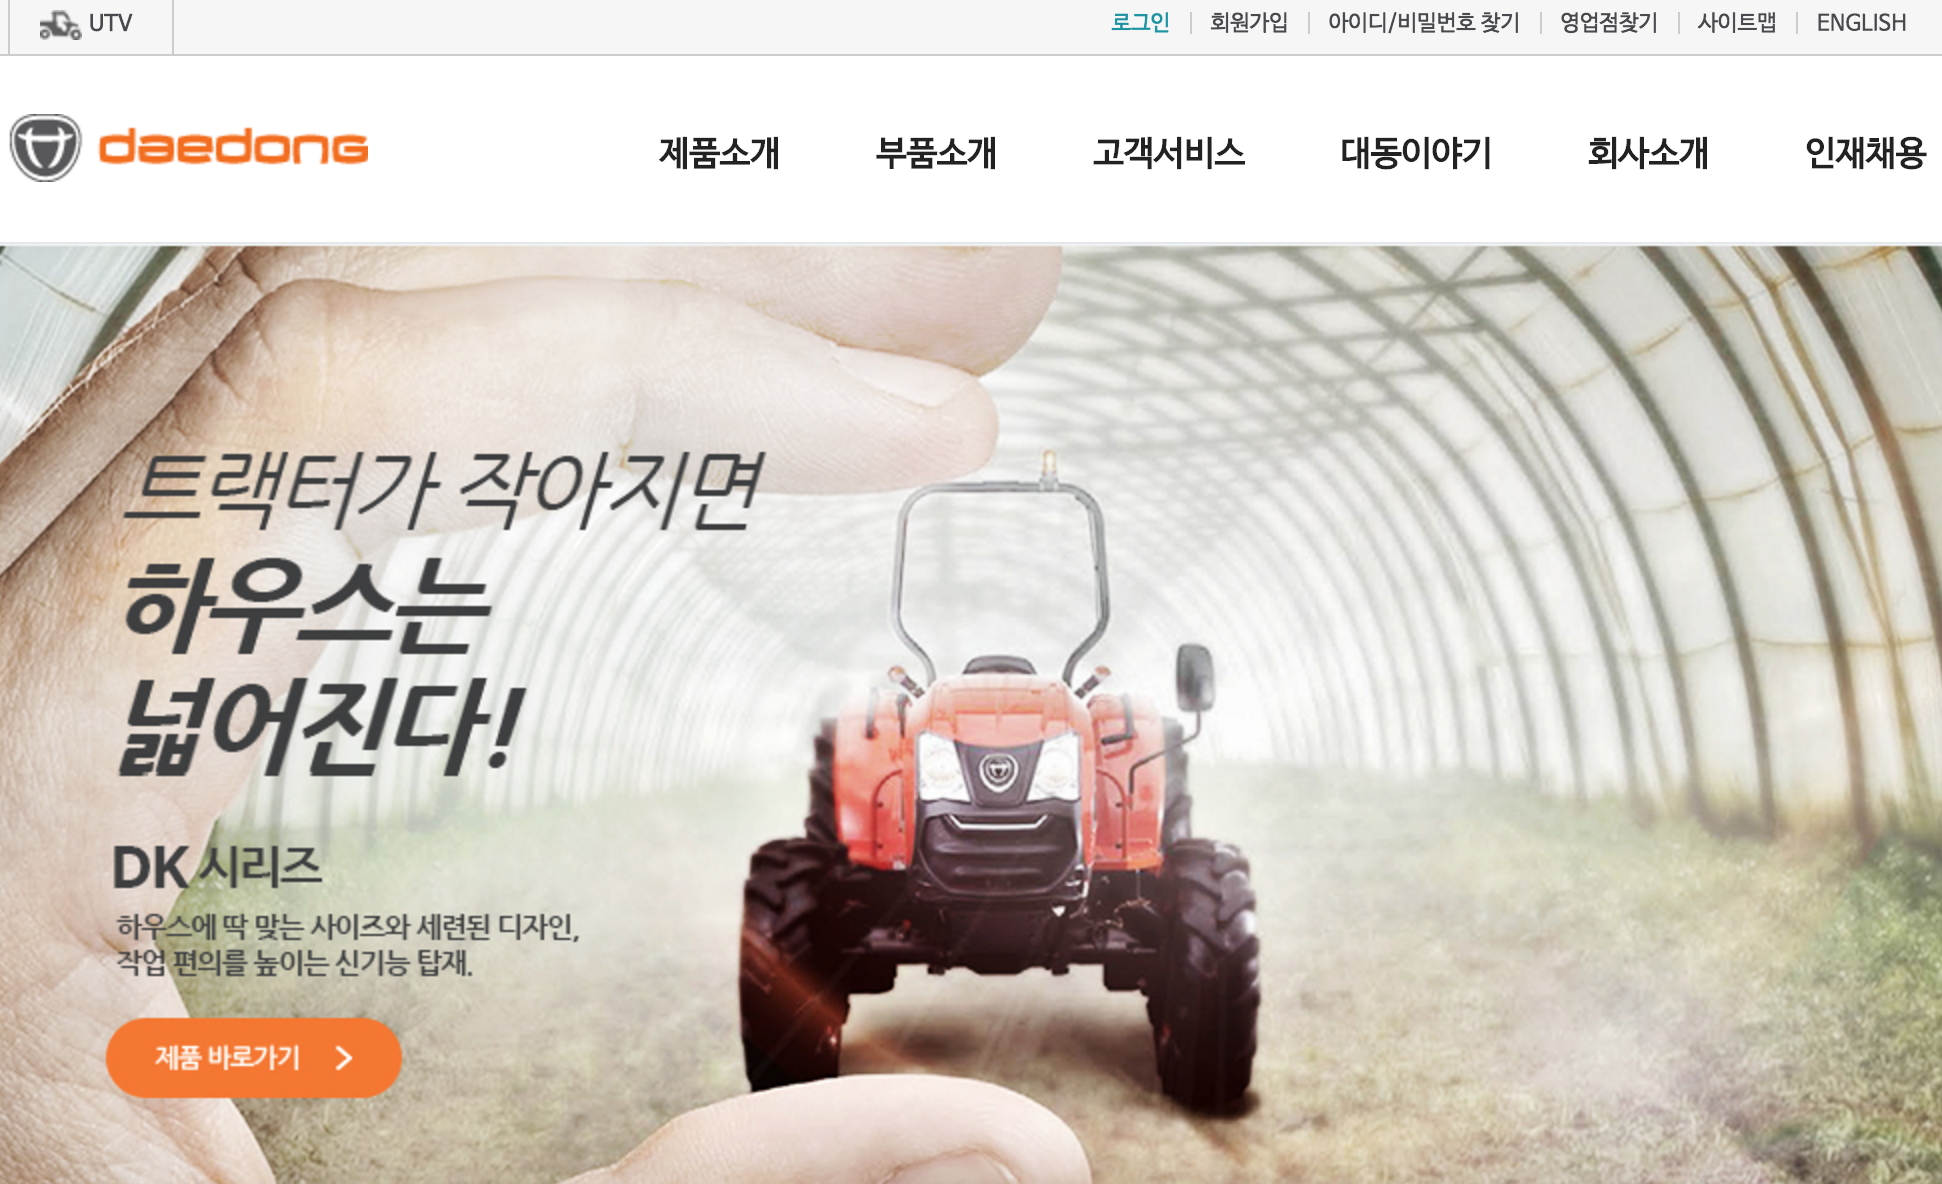 UTV
로그인 회원가입 아이디/비밀번호 찾기 영업점찾기 사이트맵 ENGLISH
daedong
제품소개 부품소개 고객서비스 대동이야기 회사소개 인재채용
트랙터가 작아지면
하우스는
넓어진다!
DK 시리즈
하우스에 딱 맞는 사이즈와 세련된 디자인,
작업 편의를 높이는 신기능 탑재.
제품 바로가기